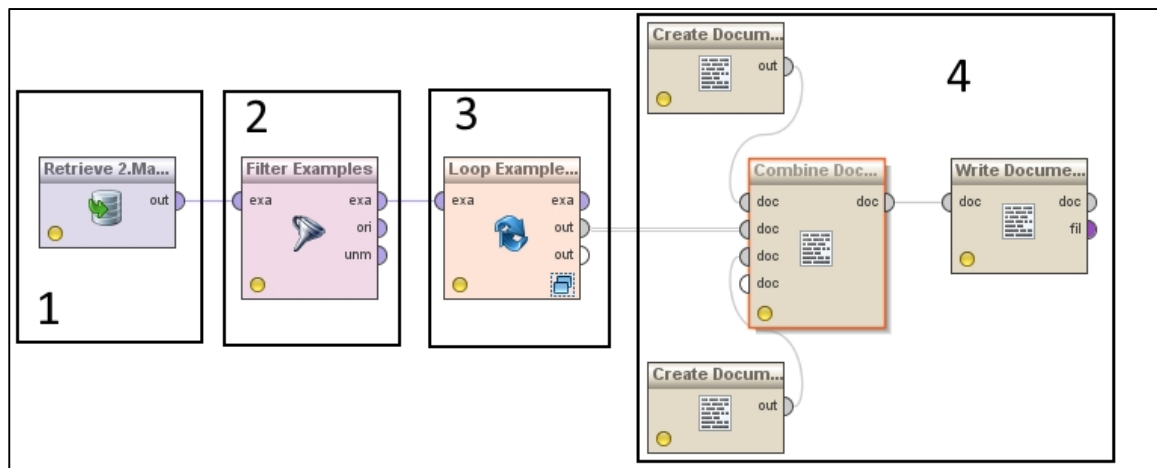 1
Retrieve 2.Ma...
out
2
Filter Examples
exa
exa
ori
unm
3
Loop Example...
exa
exa
out
out
4
Create Docum...
out
Combine Doc...
doc
doc
doc
doc
doc
Write Docume...
doc
doc
fil
Create Docum...
out